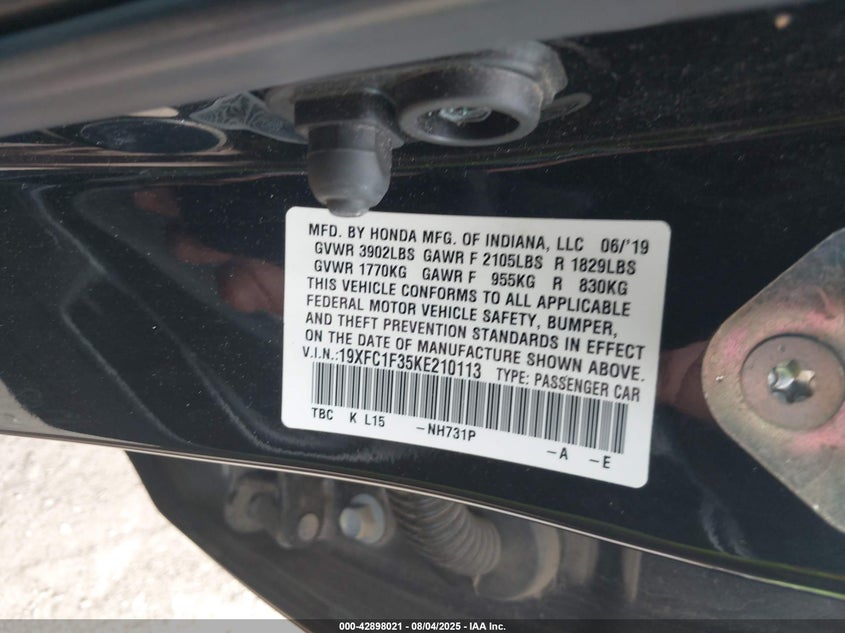 MFD. BY HONDA MFG. OF INDIANA, LLC 06/'19
GVWR 3902LBS GAWR F 2105LBS R 1829LBS
GVWR 1770KG GAWR F 955KG R 830KG
THIS VEHICLE CONFORMS TO ALL APPLICABLE
FEDERAL MOTOR VEHICLE SAFETY, BUMPER,
AND THEFT PREVENTION STANDARDS IN EFFECT
ON THE DATE OF MANUFACTURE SHOWN ABOVE.
V.I.N.:19XFC1F35KE210113 TYPE: PASSENGER CAR
TBC K L15 -NH731P -A -E
000-42898021 - 08/04/2025 - IAA Inc.